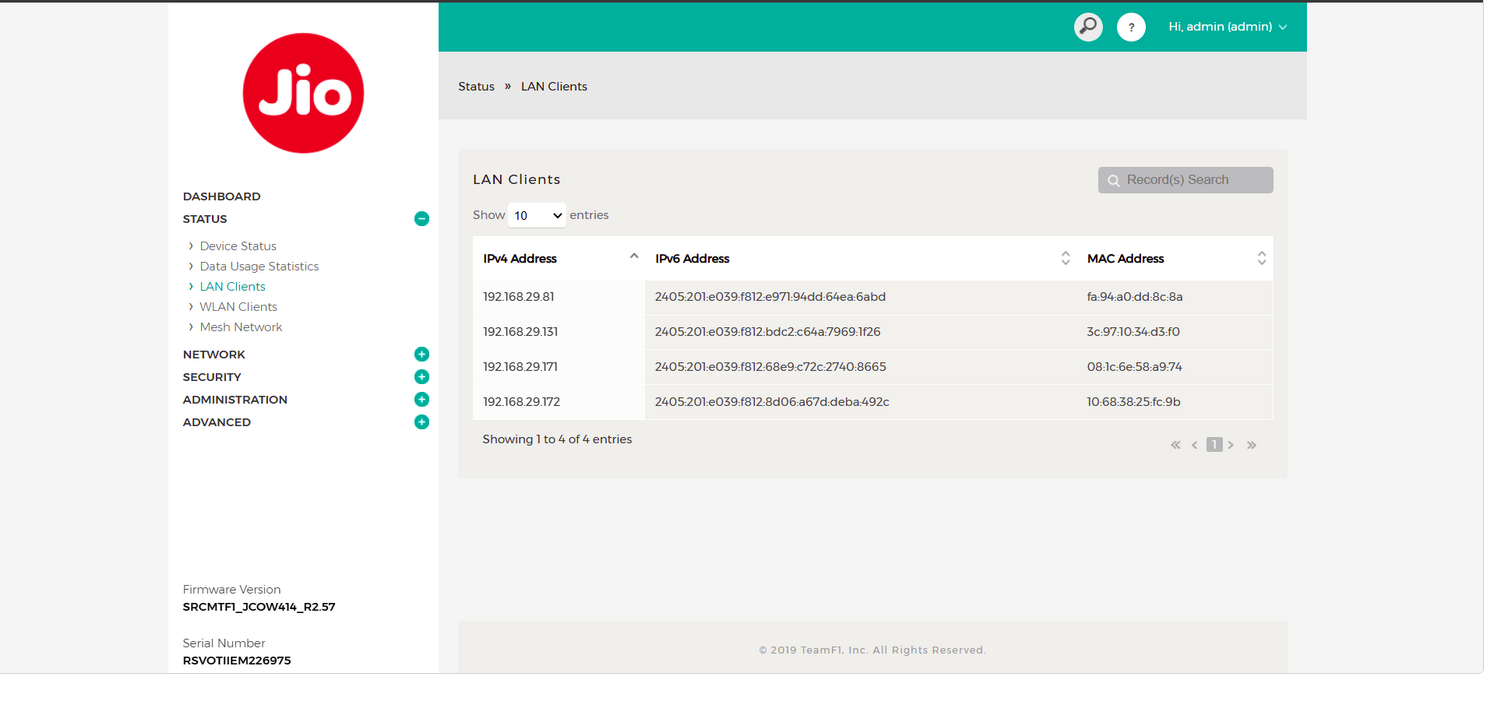 Jio
Hi, admin (admin)
?
Status » LAN Clients
DASHBOARD
STATUS
Device Status
Data Usage Statistics
LAN Clients
WLAN Clients
Mesh Network
NETWORK
SECURITY
ADMINISTRATION
ADVANCED
Firmware Version
SRCMTF1_JCOW414_R2.57
Serial Number
RSVOTIIEM226975
LAN Clients
Record(s) Search
Show 10 entries
IPv4 Address IPv6 Address MAC Address
192.168.29.81 2405:201:e039:f812:e971:94dd:64ea:6abd fa:94:a0:dd:8c:8a
192.168.29.131 2405:201:e039:f812:bdc2:c64a:7969:1f26 3c:97:10:34:d3:f0
192.168.29.171 2405:201:e039:f812:68e9:c72c:2740:8665 08:1c:6e:58:a9:74
192.168.29.172 2405:201:e039:f812:8d06:a67d:deba:492c 10:68:38:25:fc:9b
Showing 1 to 4 of 4 entries
« ‹ 1 › »
© 2019 TeamF1, Inc. All Rights Reserved.